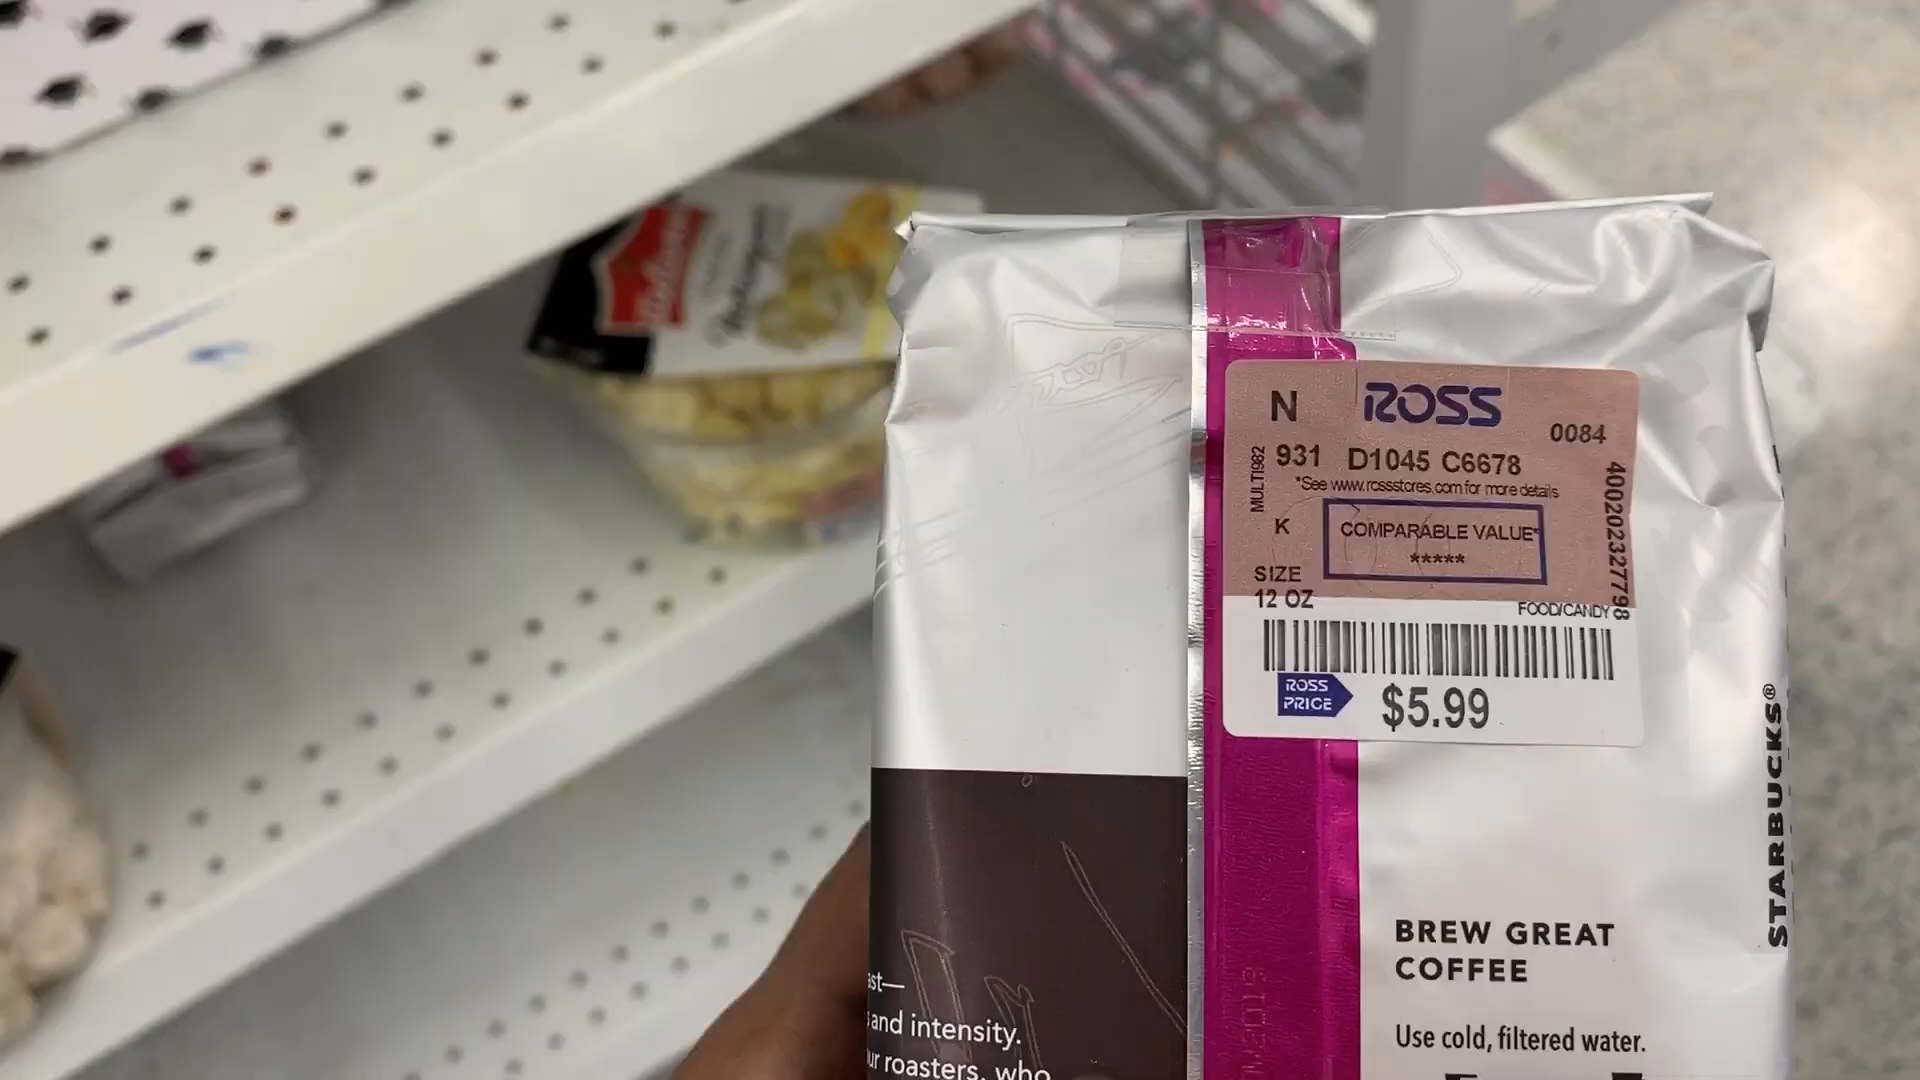 N
ROSS
0084
931 D1045 C6678
*See www.rossstores.com for more details
MULTI982
K
COMPARABLE VALUE*
*****
SIZE
12 OZ
FOOD/CANDY
400202327798
ROSS
PRICE
$5.99
STARBUCKS®
BREW GREAT
COFFEE
Use cold, filtered water.
and intensity.
roasters, who